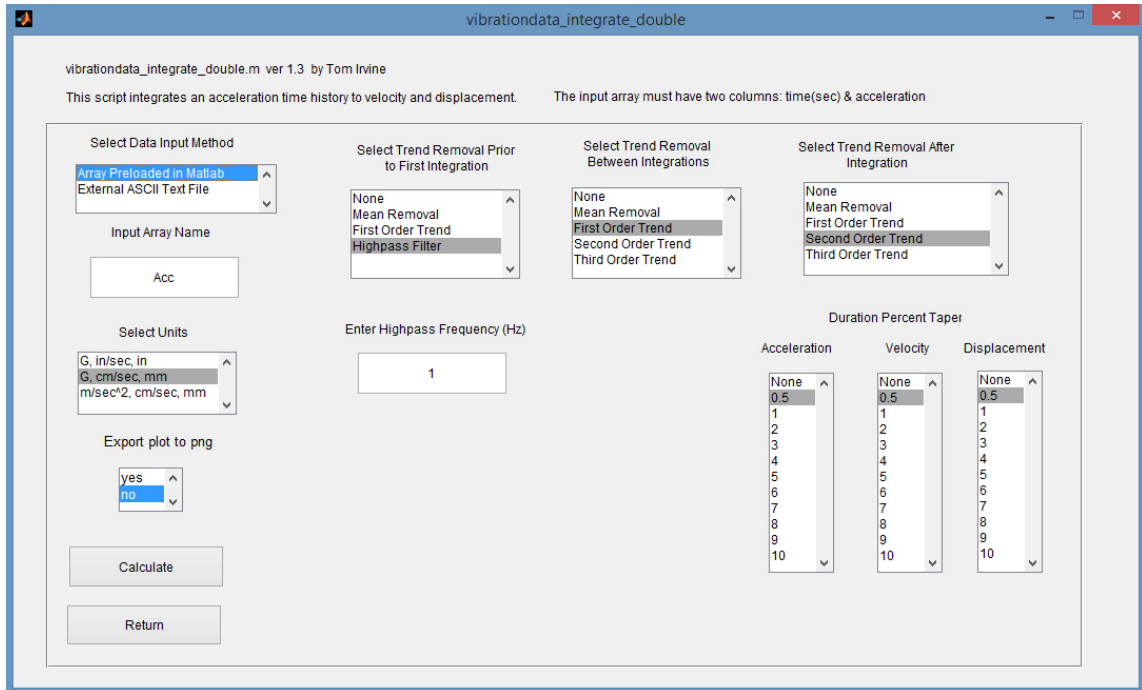 vibrationdata_integrate_double
vibrationdata_integrate_double.m ver 1.3 by Tom Irvine
This script integrates an acceleration time history to velocity and displacement.
The input array must have two columns: time(sec) & acceleration
Select Data Input Method
Array Preloaded in Matlab
External ASCII Text File
Input Array Name
Acc
Select Units
G, in/sec, in
G, cm/sec, mm
m/sec^2, cm/sec, mm
Export plot to png
yes
no
Calculate
Return
Select Trend Removal Prior
to First Integration
None
Mean Removal
First Order Trend
Highpass Filter
Enter Highpass Frequency (Hz)
1
Select Trend Removal
Between Integrations
None
Mean Removal
First Order Trend
Second Order Trend
Third Order Trend
Select Trend Removal After
Integration
None
Mean Removal
First Order Trend
Second Order Trend
Third Order Trend
Duration Percent Taper
Acceleration
None
0.5
1
2
3
4
5
6
7
8
9
10
Velocity
None
0.5
1
2
3
4
5
6
7
8
9
10
Displacement
None
0.5
1
2
3
4
5
6
7
8
9
10